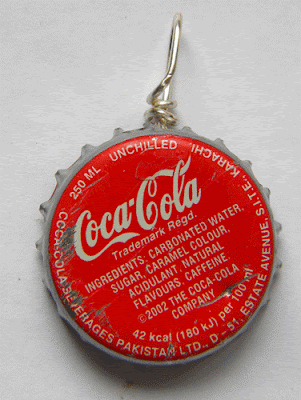 250 ML UNCHILLED
Coca-Cola
Trademark Regd.
INGREDIENTS: CARBONATED WATER,
SUGAR, CARAMEL COLOUR,
ACIDULANT, NATURAL
FLAVOURS, CAFFEINE.
©2002 THE COCA-COLA
COMPANY
42 kcal (180 kJ) per 100 ml
COCA-COLA BEVERAGES PAKISTAN LTD., D-51, ESTATE AVENUE, S.I.T.E., KARACHI